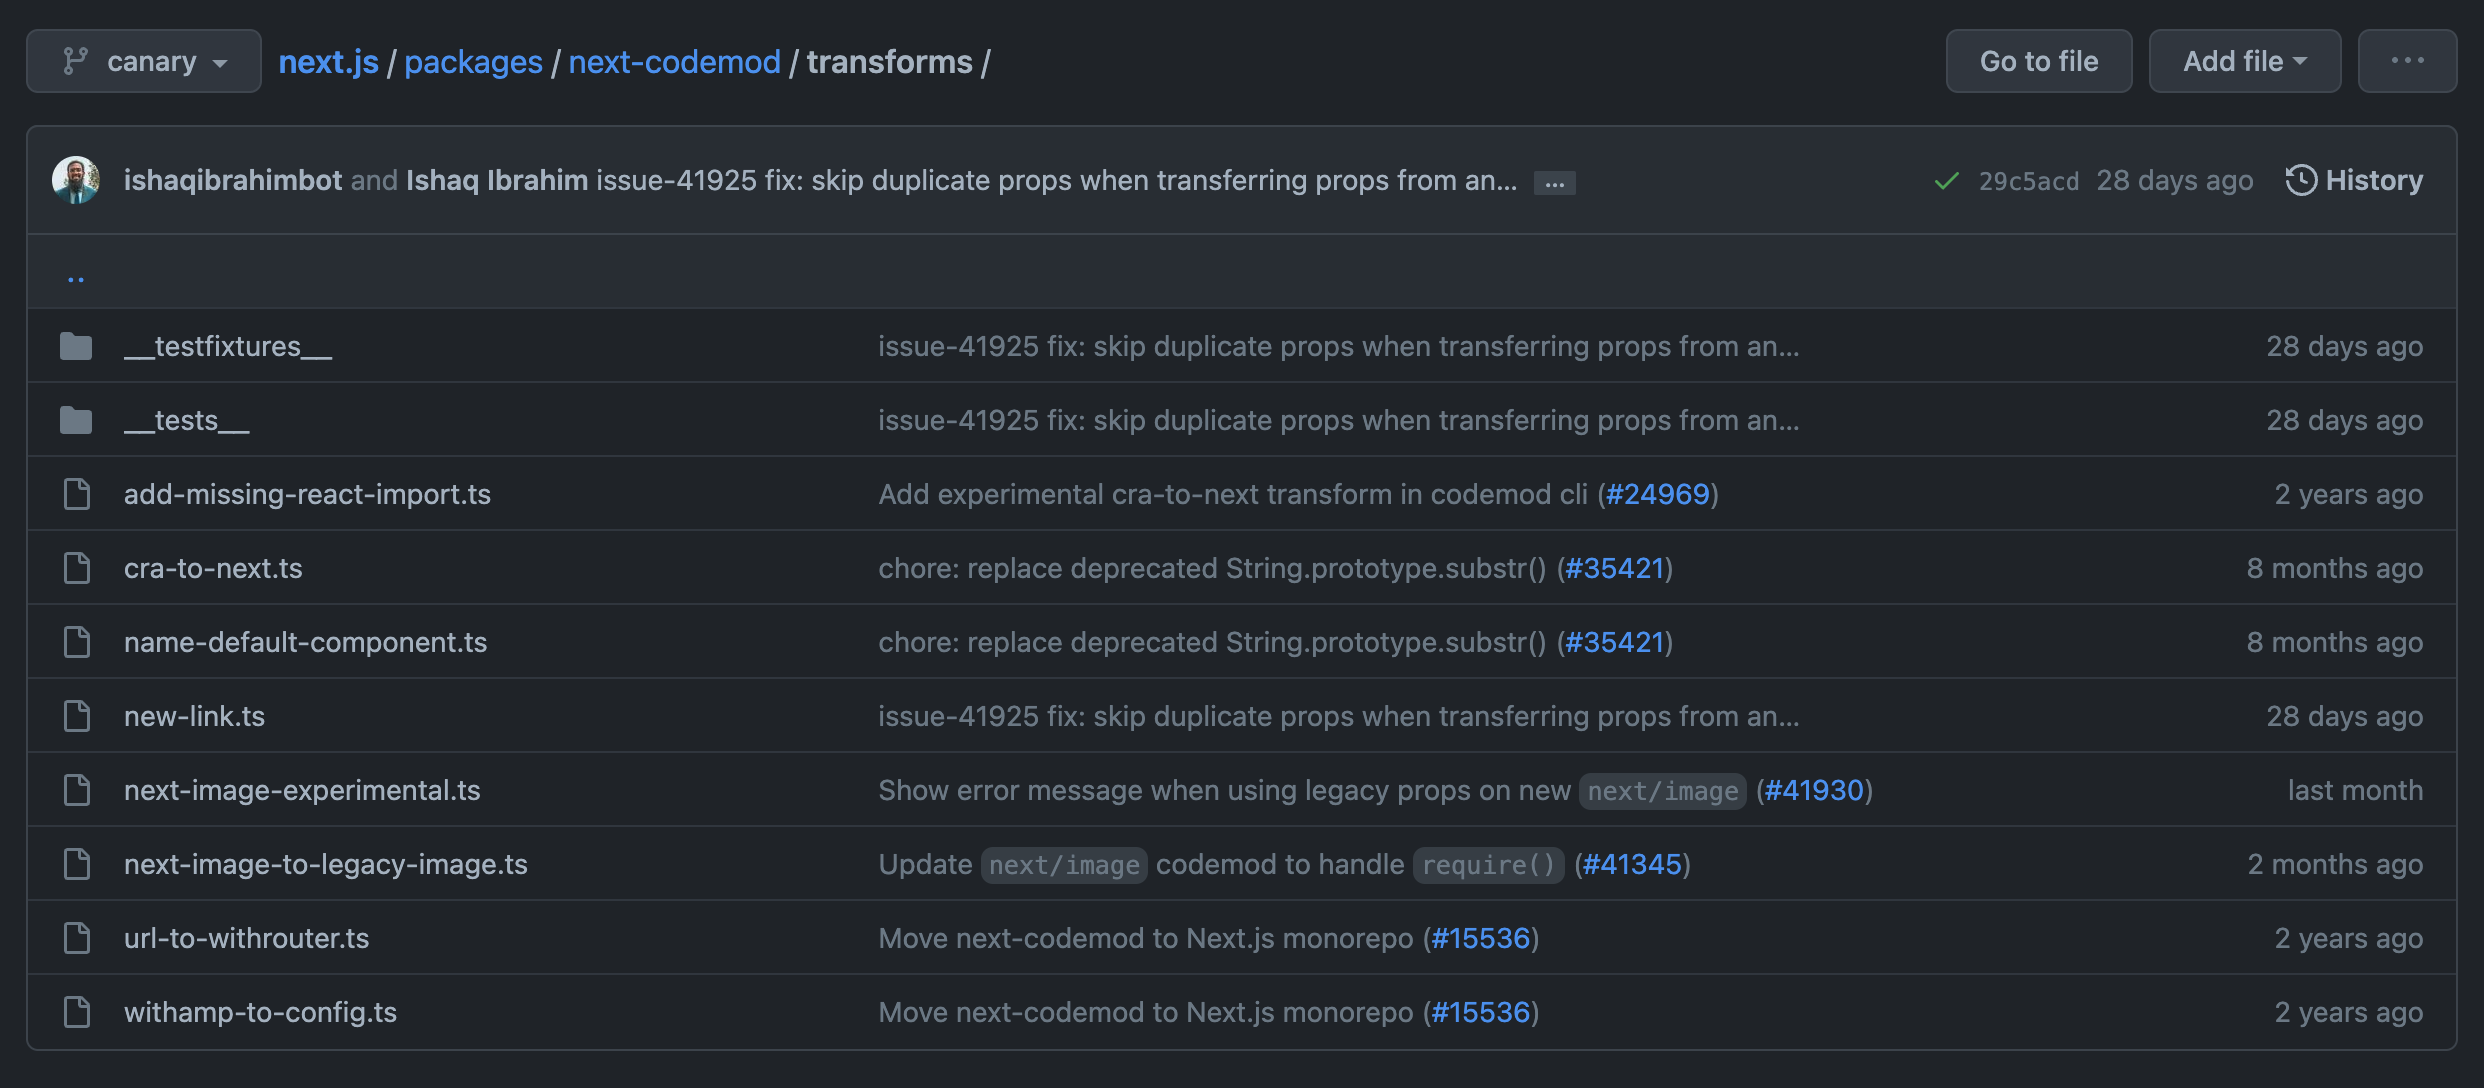 canary next.js / packages / next-codemod / transforms / Go to file Add file ...
ishaqibrahimbot and Ishaq Ibrahim issue-41925 fix: skip duplicate props when transferring props from an... ... 29c5acd 28 days ago History
..
__testfixtures__ issue-41925 fix: skip duplicate props when transferring props from an... 28 days ago
__tests__ issue-41925 fix: skip duplicate props when transferring props from an... 28 days ago
add-missing-react-import.ts Add experimental cra-to-next transform in codemod cli (#24969) 2 years ago
cra-to-next.ts chore: replace deprecated String.prototype.substr() (#35421) 8 months ago
name-default-component.ts chore: replace deprecated String.prototype.substr() (#35421) 8 months ago
new-link.ts issue-41925 fix: skip duplicate props when transferring props from an... 28 days ago
next-image-experimental.ts Show error message when using legacy props on new next/image (#41930) last month
next-image-to-legacy-image.ts Update next/image codemod to handle require() (#41345) 2 months ago
url-to-withrouter.ts Move next-codemod to Next.js monorepo (#15536) 2 years ago
withamp-to-config.ts Move next-codemod to Next.js monorepo (#15536) 2 years ago